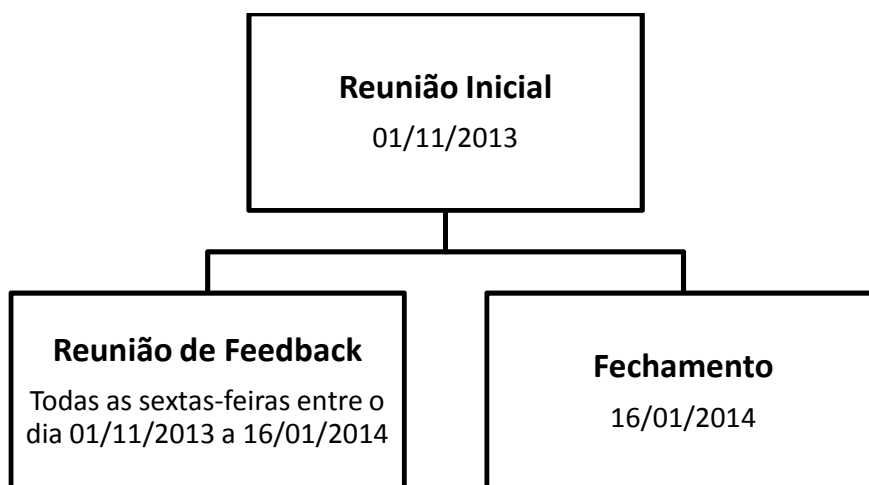 Reunião Inicial
01/11/2013
Reunião de Feedback
Todas as sextas-feiras entre o
dia 01/11/2013 a 16/01/2014
Fechamento
16/01/2014